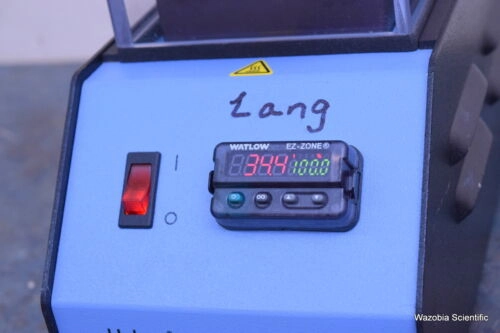 Lang
WATLOW EZ-ZONE®
34.4 100.0
Wazobia Scientific